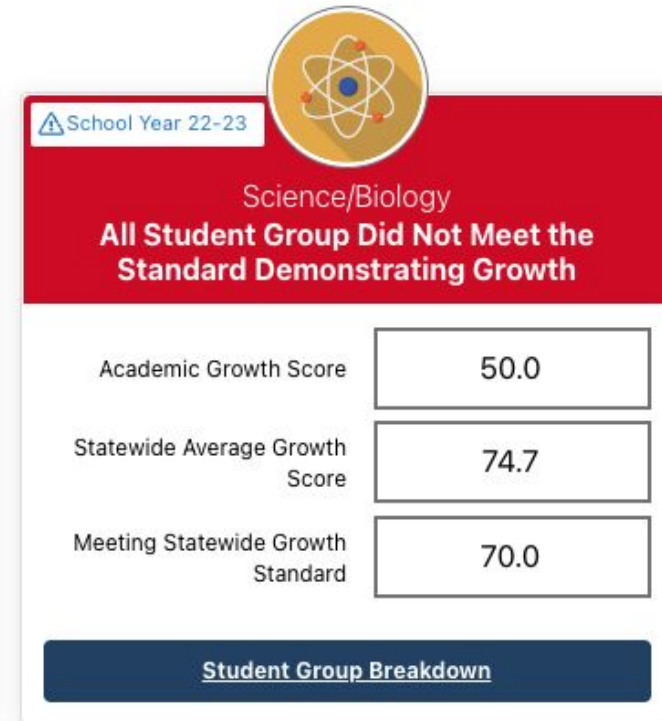 School Year 22-23
Science/Biology
All Student Group Did Not Meet the
Standard Demonstrating Growth
Academic Growth Score
50.0
Statewide Average Growth
Score
74.7
Meeting Statewide Growth
Standard
70.0
Student Group Breakdown